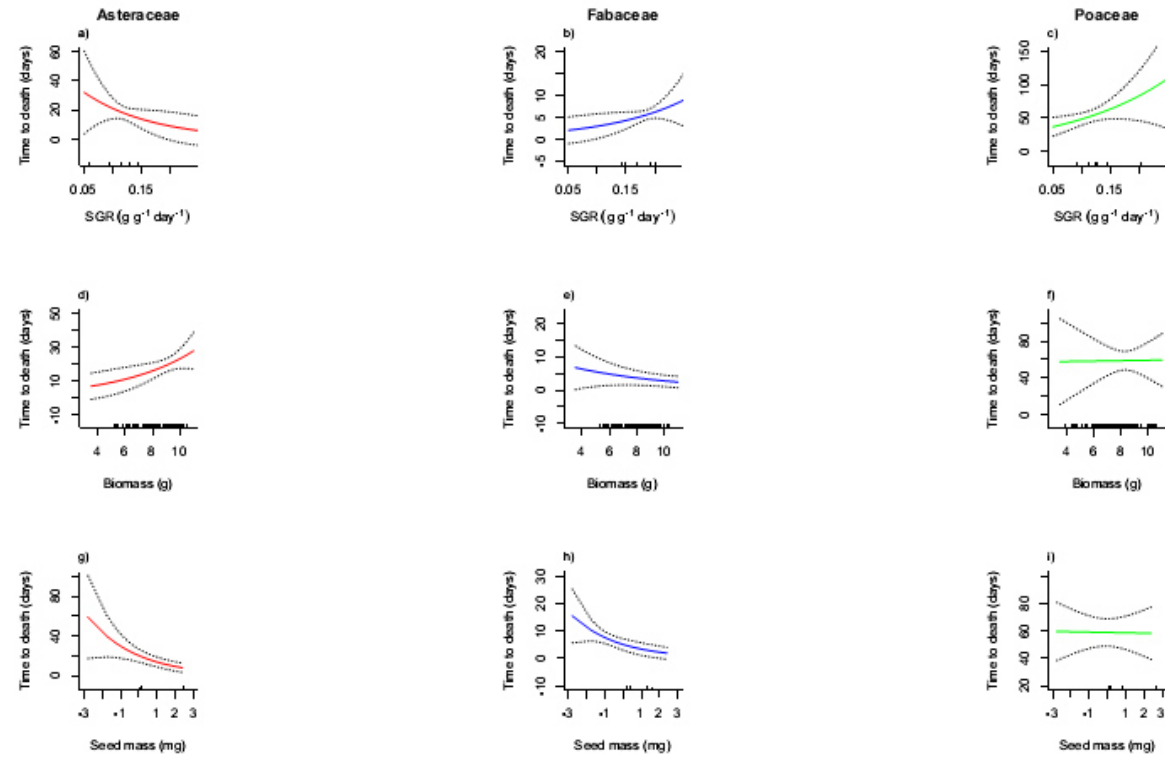 Asteraceae
Fabaceae
Poaceae
a)
Time to death (days)
60
40
20
0
0.05 0.15
SGR (g g⁻¹ day⁻¹)
b)
Time to death (days)
20
15
10
5
0
-5
0.05 0.15
SGR (g g⁻¹ day⁻¹)
c)
Time to death (days)
150
100
50
0
0.05 0.15
SGR (g g⁻¹ day⁻¹)
d)
Time to death (days)
50
30
10
-10
4 6 8 10
Biomass (g)
e)
Time to death (days)
20
10
0
-10
4 6 8 10
Biomass (g)
f)
Time to death (days)
80
40
0
4 6 8 10
Biomass (g)
g)
Time to death (days)
80
40
0
-3 -1 1 2 3
Seed mass (mg)
h)
Time to death (days)
30
20
10
0
-10
-3 -1 1 2 3
Seed mass (mg)
i)
Time to death (days)
80
60
40
20
-3 -1 1 2 3
Seed mass (mg)